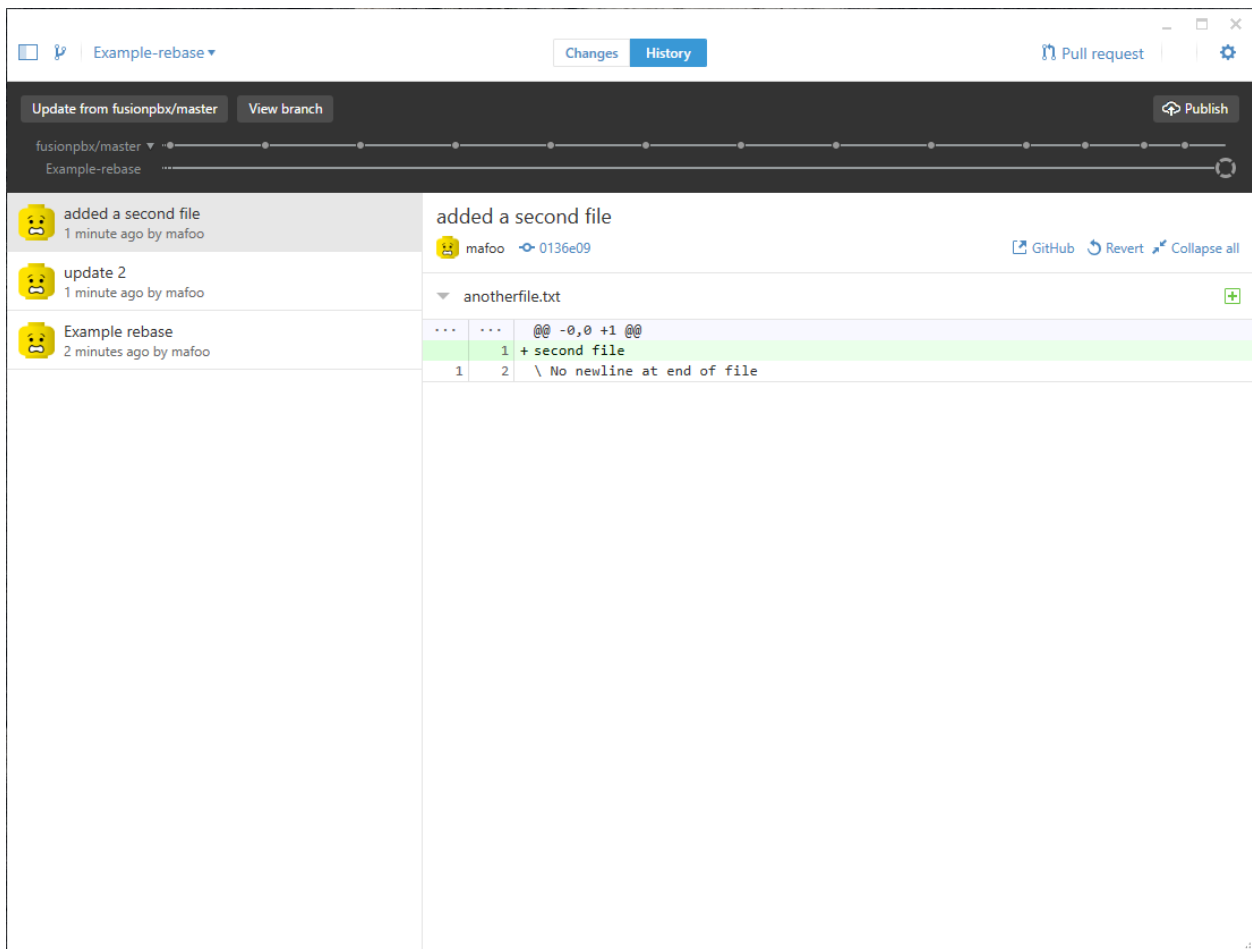 Example-rebase
Changes
History
Pull request
Update from fusionpbx/master
View branch
Publish
fusionpbx/master
Example-rebase
added a second file
1 minute ago by mafoo
update 2
1 minute ago by mafoo
Example rebase
2 minutes ago by mafoo
added a second file
mafoo 0136e09
GitHub Revert Collapse all
anotherfile.txt
... ... @@ -0,0 +1 @@
1 + second file
1 2 \ No newline at end of file